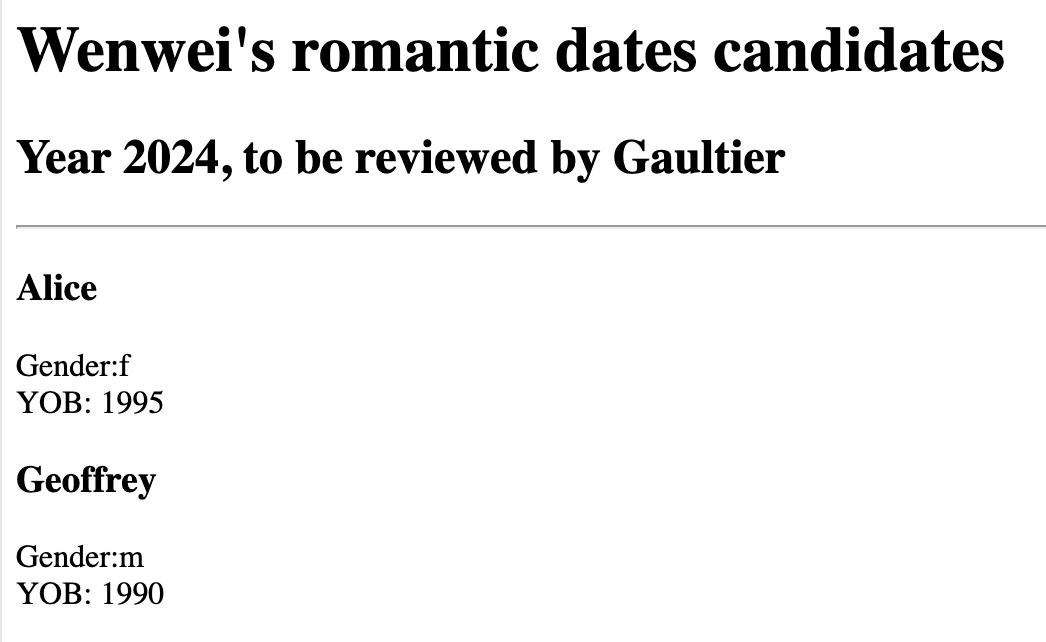 Wenwei's romantic dates candidates
Year 2024, to be reviewed by Gaultier
Alice
Gender:f
YOB: 1995
Geoffrey
Gender:m
YOB: 1990